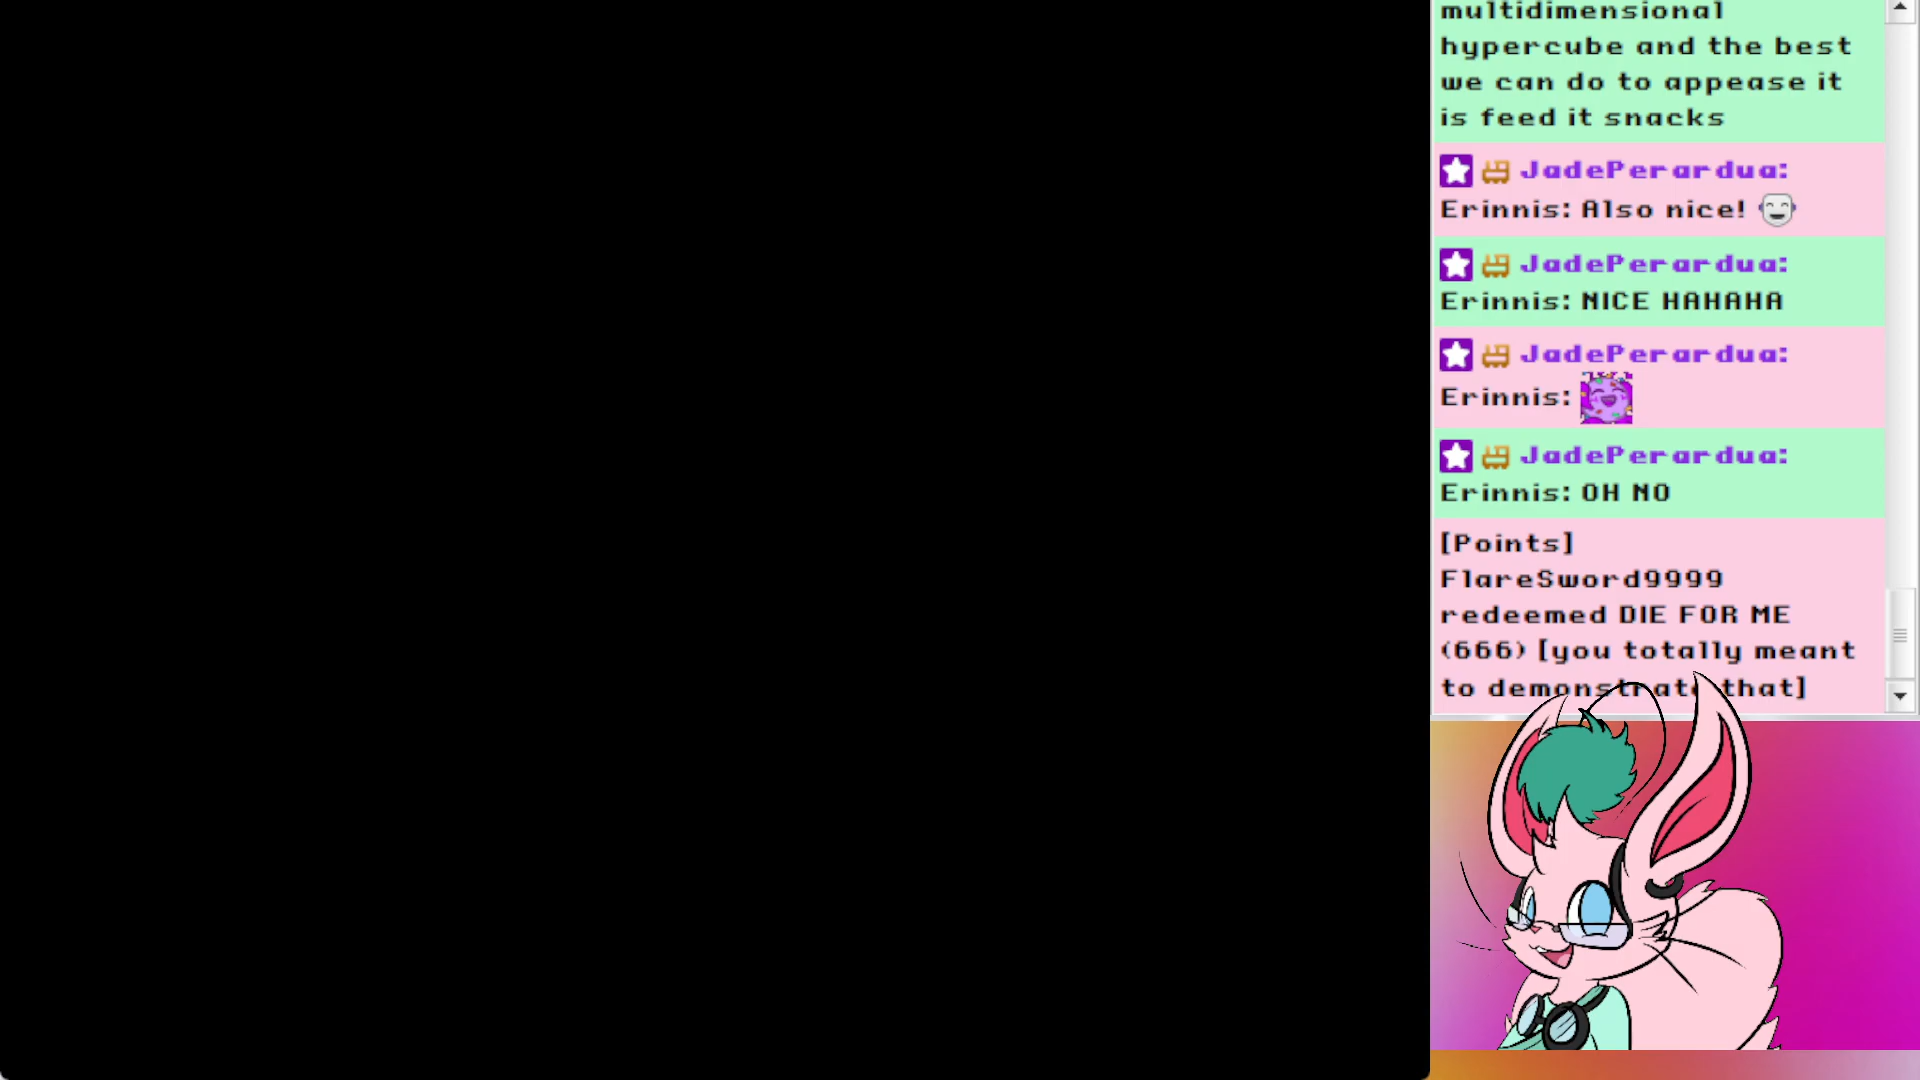 multidimensional
hypercube and the best
we can do to appease it
is feed it snacks
JadePerardua:
Erinnis: Also nice!
JadePerardua:
Erinnis: NICE HAHAHA
JadePerardua:
Erinnis:
JadePerardua:
Erinnis: OH NO
[Points]
FlareSword9999
redeemed DIE FOR ME
(666) [you totally meant
to demonstrate that]